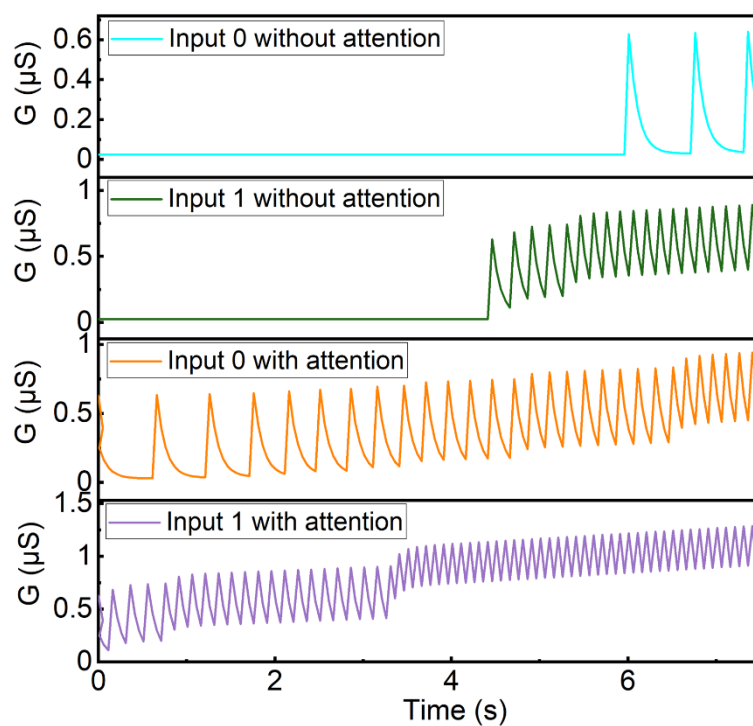 Input 0 without attention
0.6
0.4
0.2
0
G (µS)
Input 1 without attention
1
0.5
0
G (µS)
Input 0 with attention
1
0.5
0
G (µS)
Input 1 with attention
1.5
1
0.5
0
G (µS)
0 2 4 6
Time (s)